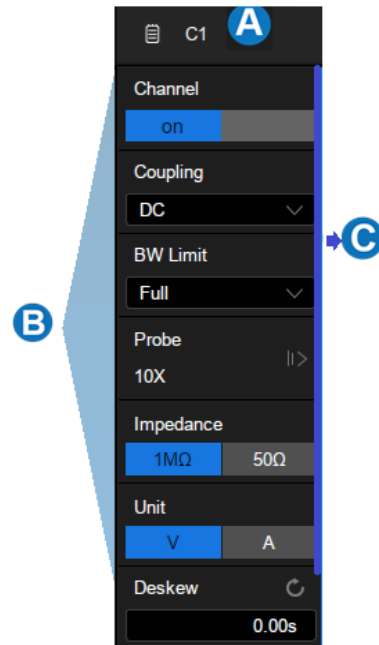 C1 A
Channel
on
Coupling
DC
C
BW Limit
Full
B
Probe
10X
Impedance
1MΩ 50Ω
Unit
V A
Deskew
0.00s